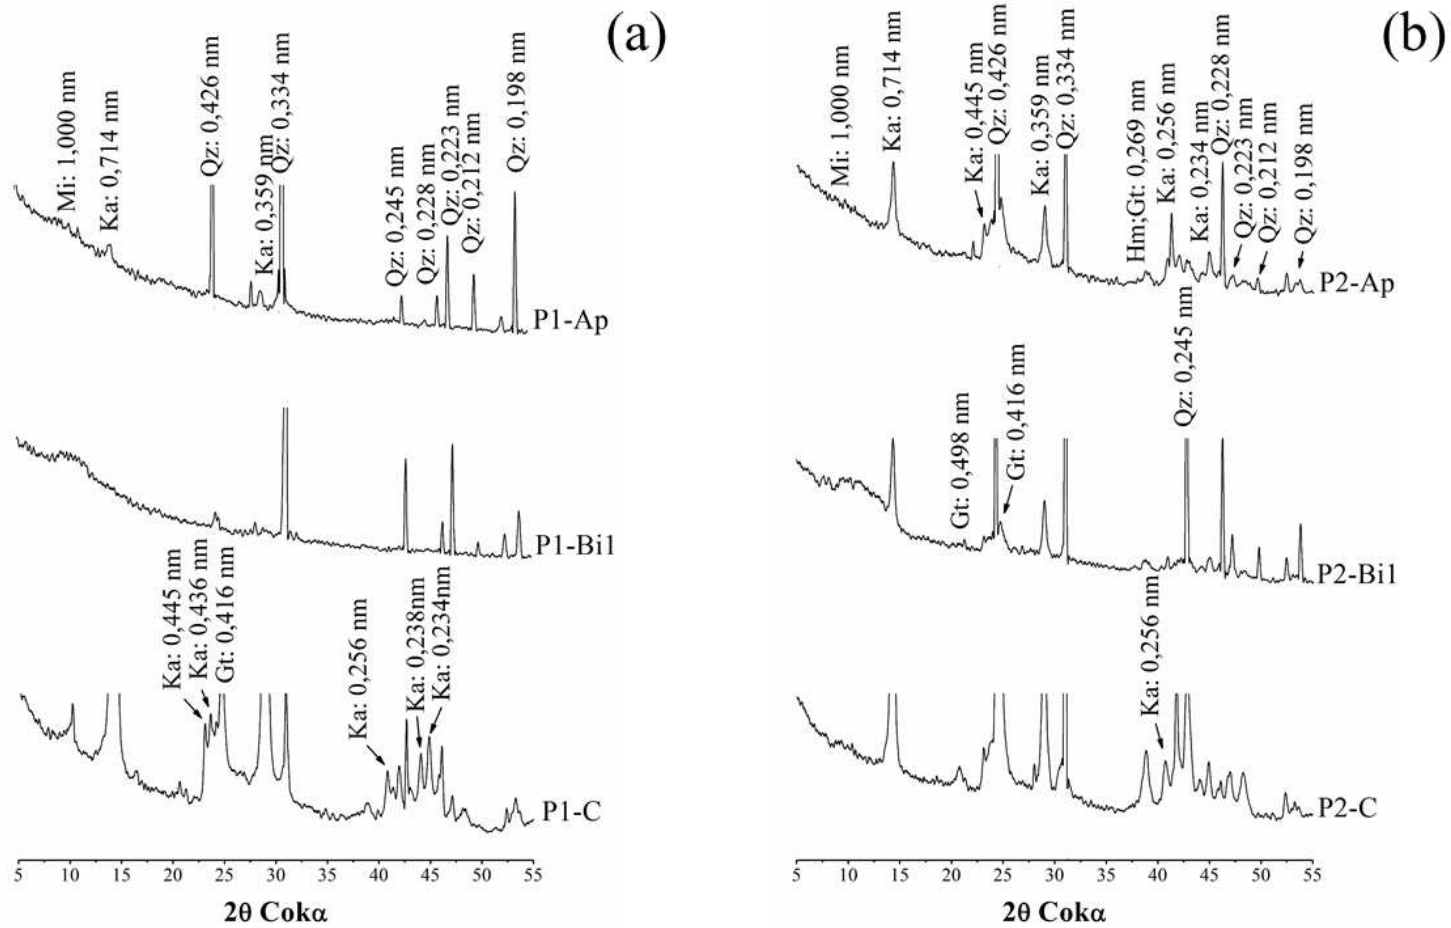 (a)
Mi: 1,000 nm
Ka: 0,714 nm
Qz: 0,426 nm
Ka: 0,359 nm
Qz: 0,334 nm
Qz: 0,245 nm
Qz: 0,228 nm
Qz: 0,223 nm
Qz: 0,212 nm
Qz: 0,198 nm
P1-Ap
P1-Bi1
Ka: 0,445 nm
Ka: 0,436 nm
Gt: 0,416 nm
Ka: 0,256 nm
Ka: 0,238nm
Ka: 0,234nm
P1-C
5 10 15 20 25 30 35 40 45 50 55
2θ Cokα
(b)
Mi: 1,000 nm
Ka: 0,714 nm
Ka: 0,445 nm
Qz: 0,426 nm
Ka: 0,359 nm
Qz: 0,334 nm
Hm;Gt: 0,269 nm
Ka: 0,256 nm
Ka: 0,234 nm
Qz: 0,228 nm
Qz: 0,223 nm
Qz: 0,212 nm
Qz: 0,198 nm
P2-Ap
Gt: 0,498 nm
Gt: 0,416 nm
Qz: 0,245 nm
P2-Bi1
Ka: 0,256 nm
P2-C
5 10 15 20 25 30 35 40 45 50 55
2θ Cokα